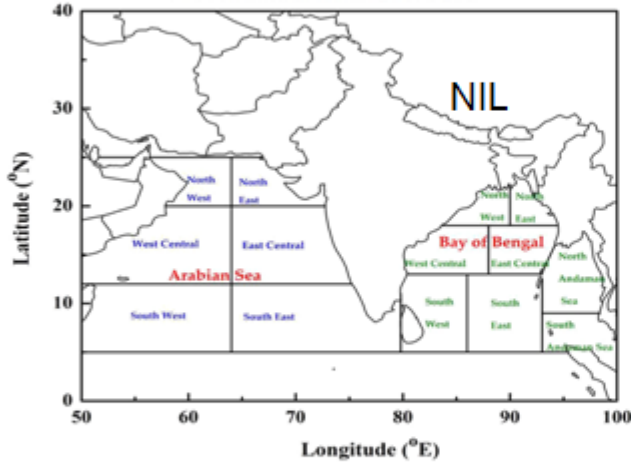 40
NIL
30
Latitude (°N)
North
West
North
East
20
North
West
North
East
West Central
East Central
Arabian Sea
Bay of Bengal
West Central
East Central
North
Andaman
Sea
10
South West
South East
South
West
South
East
South
Andaman Sea
0
50
60
70
80
90
100
Longitude (°E)